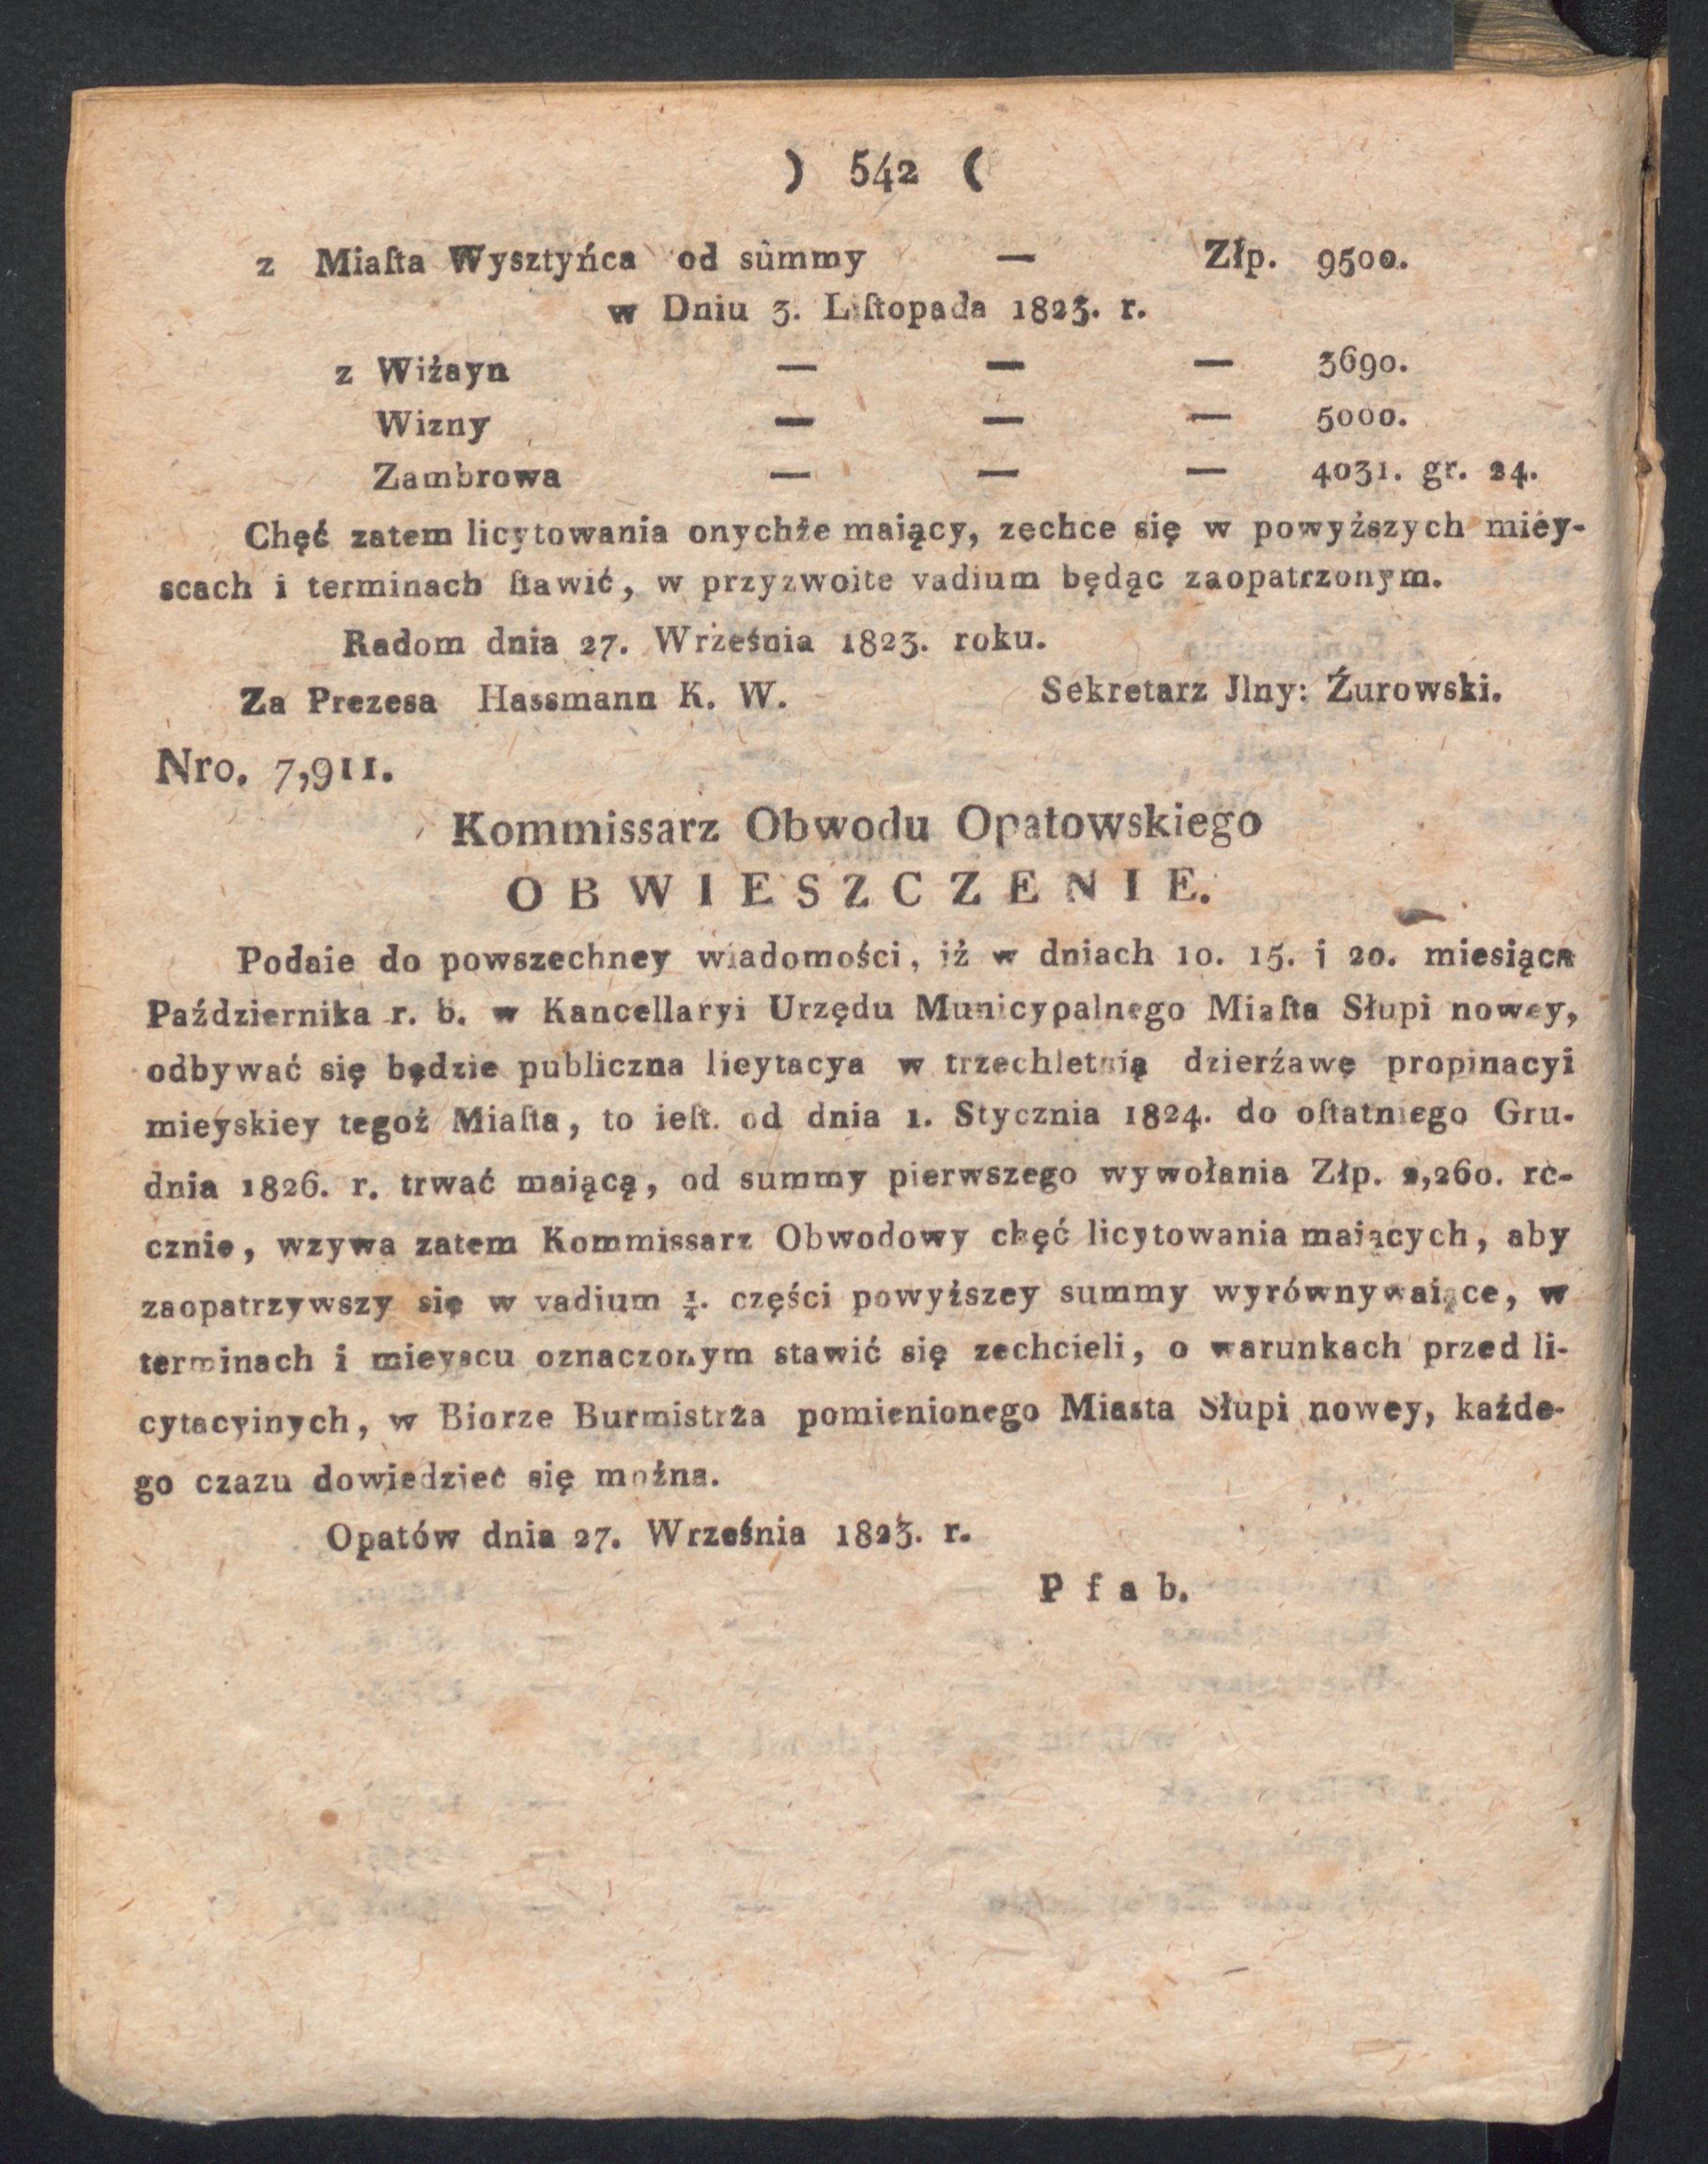 ) 542 (
z Miaſta Wysztyńca od summy — Złp. 9500.
w Dniu 3. Liſtopada 1823. r.
z Wiżayn — — — 3690.
Wizny — — — 5000.
Zambrowa — — — 4031. gr. 24.
Chęć zatem licytowania onychże maiący, zechce się w powyższych miéy-
scach i terminach ſtawić, w przyzwoite vadium będąc zaopatrzonym.
Radom dnia 27. Września 1823. roku.
Za Prezesa Hassmann K. W. Sekretarz Jlny: Źurowski.
Nro. 7,911.
Kommissarz Obwodu Opatowskiego
OBWIESZCZENIE.
Podaie do powszechney wiadomości, iż w dniach 10. 15. i 20. miesiąca
Października r. b. w Kancellaryi Urzędu Municypalnego Miaſta Słupi nowey,
odbywać się będzie publiczna lieytacya w trzechletnią dzierźawę propinacyi
mieyskiey tegoż Miaſta, to ieſt. od dnia 1. Stycznia 1824. do oſtatniego Gru-
dnia 1826. r. trwać maiącą, od summy pierwszego wywołania Złp. 2,260. rc-
cznie, wzywa zatem Kommissarz Obwodowy chęć licytowania maiących, aby
zaopatrzywszy się w vadium ¼. części powyższey summy wyrównywaiące, w
terminach i mieyscu oznaczonym stawić się zechcieli, o warunkach przed li-
cytacyinych, w Biorze Burmistrza pomienionego Miasta Słupi nowey, każde-
go czazu dowiedzieć się można.
Opatów dnia 27. Września 1823. r.
Pfab.